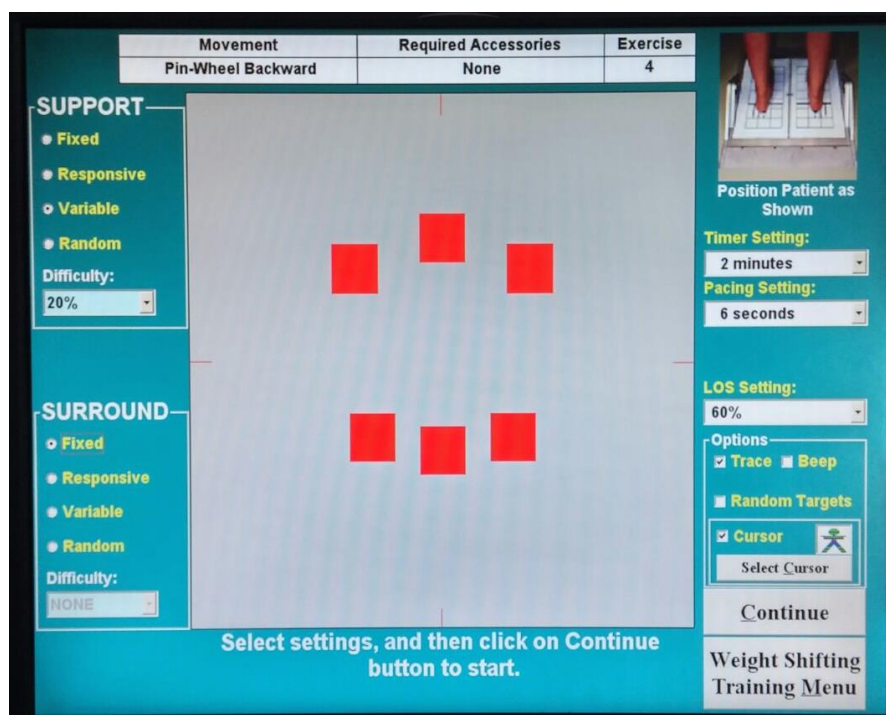 Movement Required Accessories Exercise
Pin-Wheel Backward None 4
SUPPORT
Fixed
Responsive
Variable
Random
Difficulty:
20%
SURROUND
Fixed
Responsive
Variable
Random
Difficulty:
NONE
Select settings, and then click on Continue
button to start.
Position Patient as
Shown
Timer Setting:
2 minutes
Pacing Setting:
6 seconds
LOS Setting:
60%
Options
Trace Beep
Random Targets
Cursor
Select Cursor
Continue
Weight Shifting
Training Menu